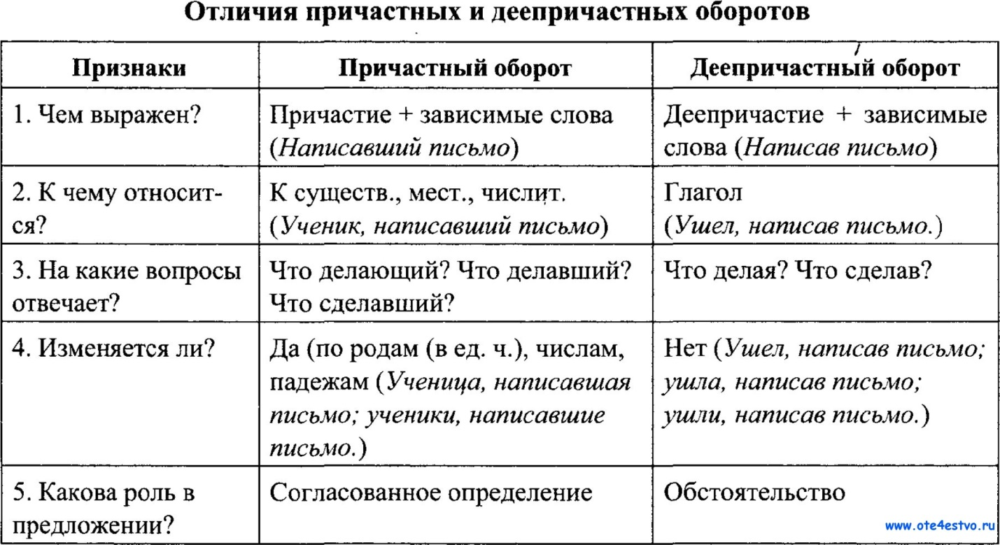 Отличия причастных и деепричастных оборотов
Признаки
Причастный оборот
Деепричастный оборот
1. Чем выражен?
Причастие + зависимые слова
(Написавший письмо)
Деепричастие + зависимые
слова (Написав письмо)
2. К чему относит-
ся?
К существ., мест., числит.
(Ученик, написавший письмо)
Глагол
(Ушел, написав письмо.)
3. На какие вопросы
отвечает?
Что делающий? Что делавший?
Что сделавший?
Что делая? Что сделав?
4. Изменяется ли?
Да (по родам (в ед. ч.), числам,
падежам (Ученица, написавшая
письмо; ученики, написавшие
письмо.)
Нет (Ушел, написав письмо;
ушла, написав письмо;
ушли, написав письмо.)
5. Какова роль в
предложении?
Согласованное определение
Обстоятельство
www.ote4estvo.ru